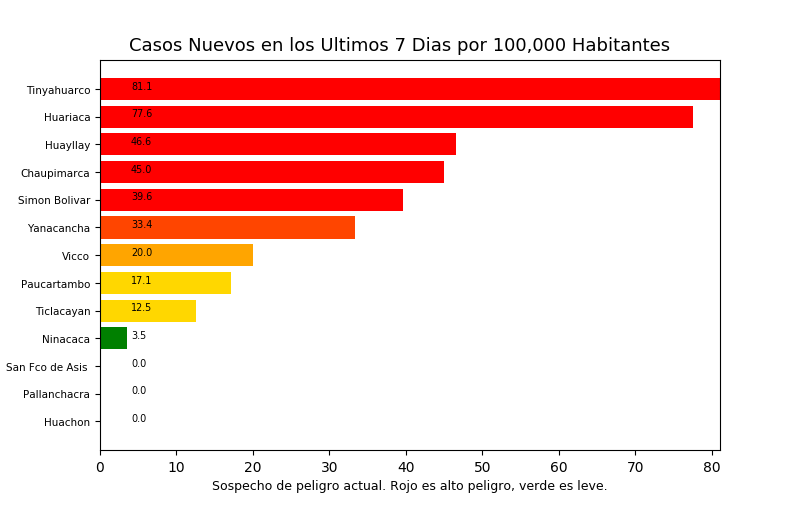 Casos Nuevos en los Ultimos 7 Dias por 100,000 Habitantes
Tinyahuarco 81.1
Huariaca 77.6
Huayllay 46.6
Chaupimarca 45.0
Simon Bolivar 39.6
Yanacancha 33.4
Vicco 20.0
Paucartambo 17.1
Ticlacayan 12.5
Ninacaca 3.5
San Fco de Asis 0.0
Pallanchacra 0.0
Huachon 0.0
0 10 20 30 40 50 60 70 80
Sospecho de peligro actual. Rojo es alto peligro, verde es leve.